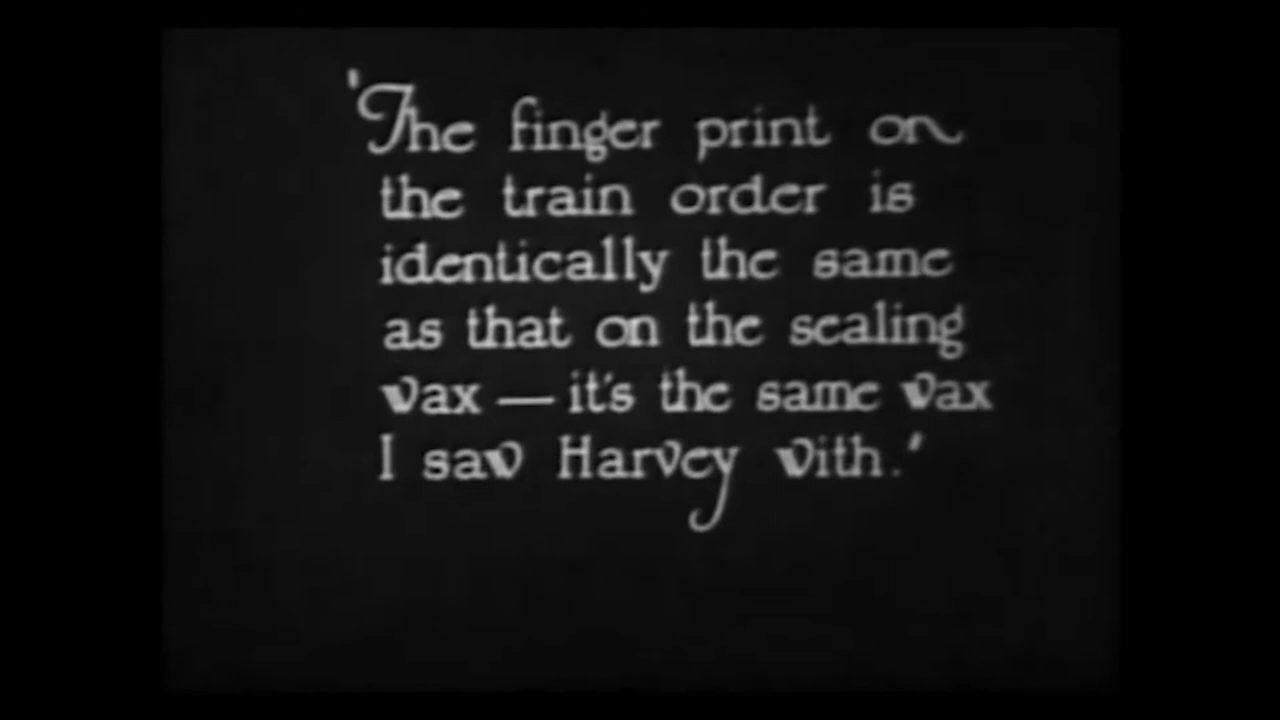 'The finger print on
the train order is
identically the same
as that on the sealing
wax — it's the same wax
I saw Harvey with.'